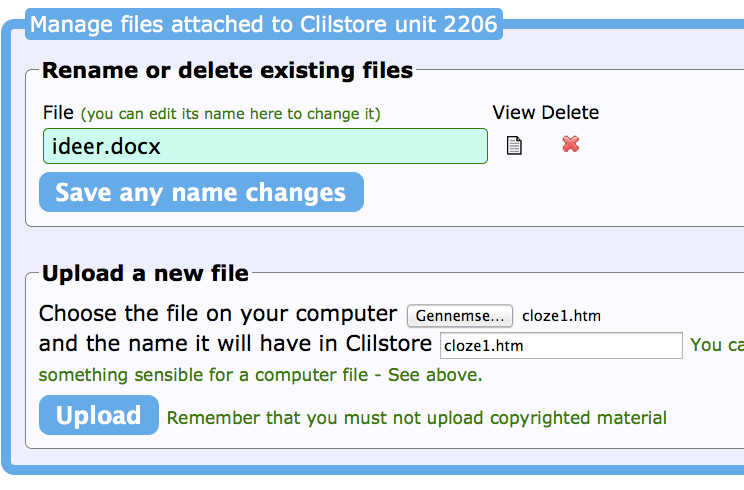 Manage files attached to Clilstore unit 2206
Rename or delete existing files
File (you can edit its name here to change it) View Delete
ideer.docx
Save any name changes
Upload a new file
Choose the file on your computer Gennemse... cloze1.htm
and the name it will have in Clilstore cloze1.htm You
something sensible for a computer file - See above.
Upload Remember that you must not upload copyrighted material